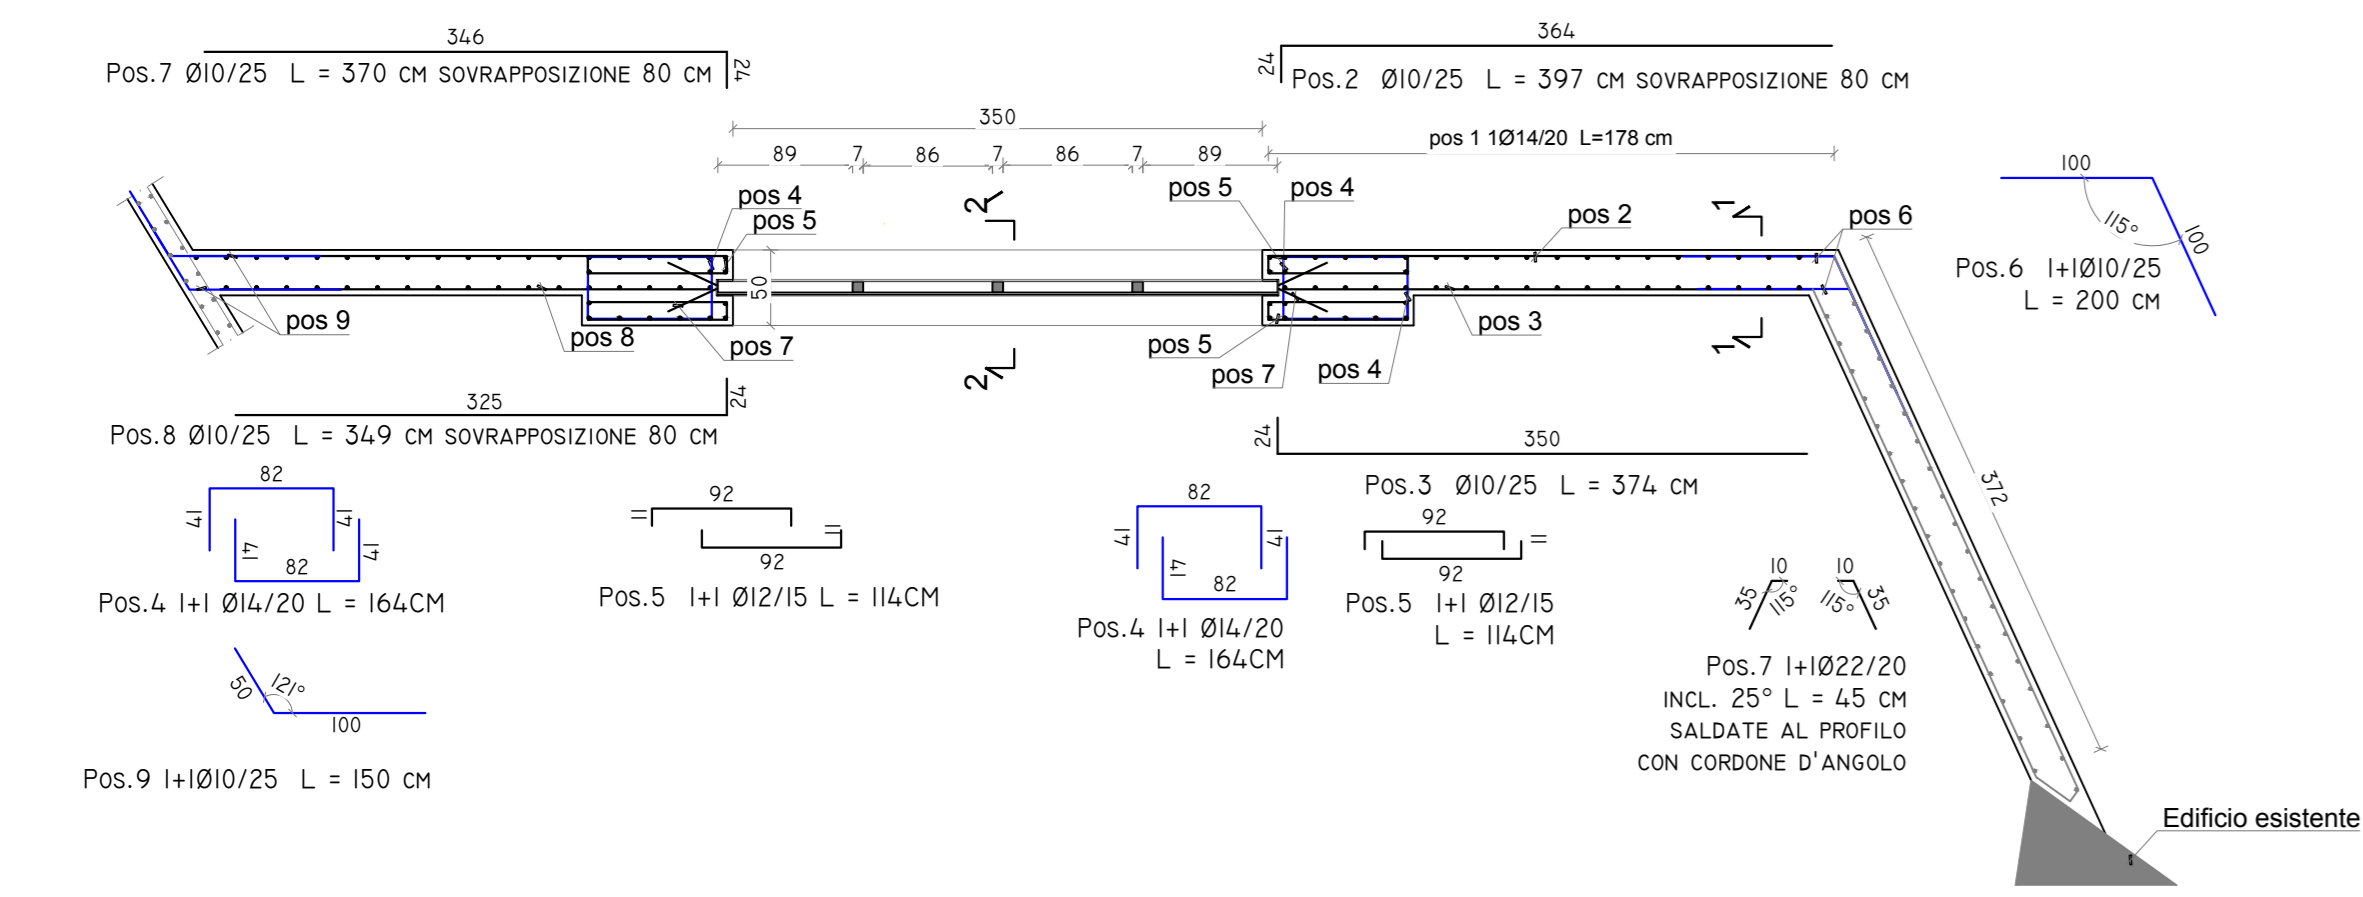 346
24
Pos.7 Ø10/25 L = 370 CM SOVRAPPOSIZIONE 80 CM
364
24
Pos.2 Ø10/25 L = 397 CM SOVRAPPOSIZIONE 80 CM
350
89 7 86 7 86 7 89
pos 1 1Ø14/20 L=178 cm
pos 4
pos 5
pos 5
pos 4
pos 2
pos 6
2
1
100
115°
100
Pos.6 1+1Ø10/25
L = 200 CM
50
pos 9
pos 8
pos 7
pos 5
pos 7
pos 4
pos 3
2
1
325
24
Pos.8 Ø10/25 L = 349 CM SOVRAPPOSIZIONE 80 CM
24
350
Pos.3 Ø10/25 L = 374 CM
372
82
41
41
41
41
82
Pos.4 1+1 Ø14/20 L = 164CM
92
11
11
92
Pos.5 1+1 Ø12/15 L = 114CM
82
41
41
41
82
Pos.4 1+1 Ø14/20
L = 164CM
92
11
92
Pos.5 1+1 Ø12/15
L = 114CM
10
35
115°
10
115°
35
Pos.7 1+1Ø22/20
INCL. 25° L = 45 CM
SALDATE AL PROFILO
CON CORDONE D'ANGOLO
50
121°
100
Pos.9 1+1Ø10/25 L = 150 CM
Edificio esistente